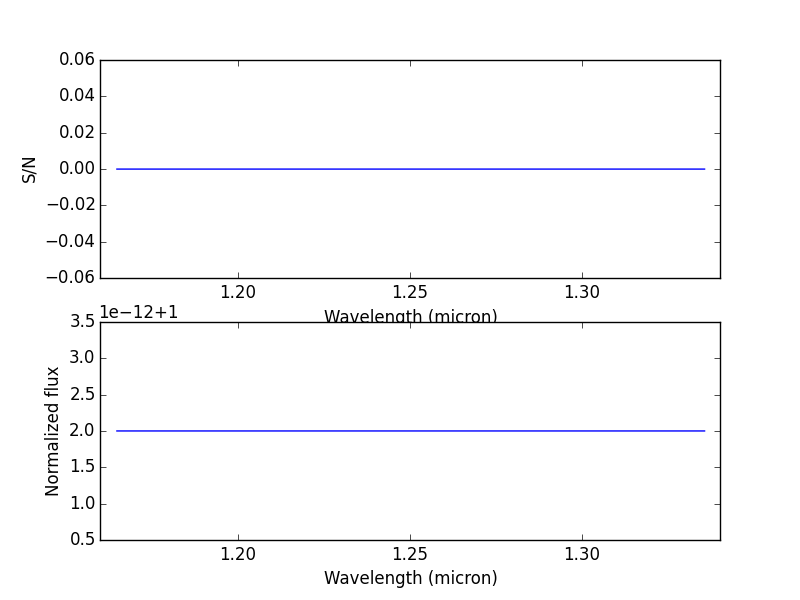 0.06
0.04
0.02
0.00
−0.02
−0.04
−0.06
S/N
1.20 1.25 1.30
Wavelength (micron)
1e−12+1
3.5
3.0
2.5
2.0
1.5
1.0
0.5
Normalized flux
1.20 1.25 1.30
Wavelength (micron)